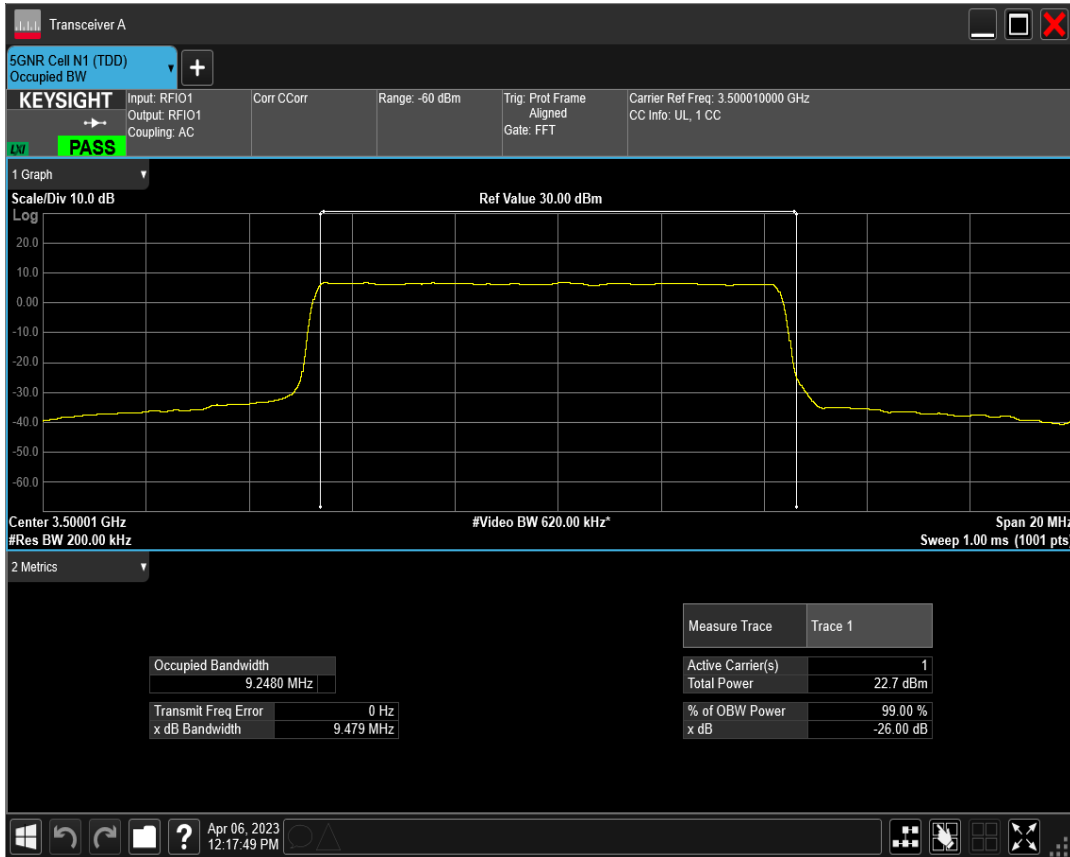 Transceiver A
5GNR Cell N1 (TDD)
Occupied BW
+
KEYSIGHT
LXI
PASS
Input: RFIO1
Output: RFIO1
Coupling: AC
Corr CCorr
Range: -60 dBm
Trig: Prot Frame
Aligned
Gate: FFT
Carrier Ref Freq: 3.500010000 GHz
CC Info: UL, 1 CC
1 Graph
Scale/Div 10.0 dB
Ref Value 30.00 dBm
Log
20.0
10.0
0.00
-10.0
-20.0
-30.0
-40.0
-50.0
-60.0
Center 3.50001 GHz
#Video BW 620.00 kHz*
Span 20 MHz
#Res BW 200.00 kHz
Sweep 1.00 ms (1001 pts)
2 Metrics
Measure Trace Trace 1
Occupied Bandwidth
9.2480 MHz
Active Carrier(s) 1
Total Power 22.7 dBm
Transmit Freq Error 0 Hz
x dB Bandwidth 9.479 MHz
% of OBW Power 99.00 %
x dB -26.00 dB
?
Apr 06, 2023
12:17:49 PM